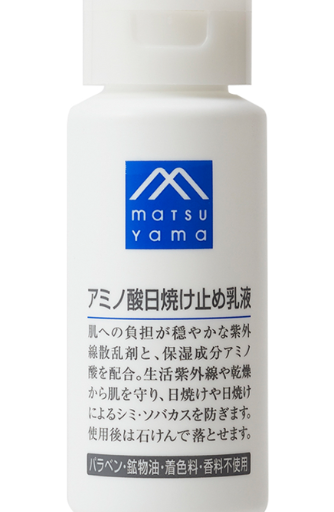 matsu
yama
アミノ酸日焼け止め乳液
肌への負担が穏やかな紫外
線散乱剤と、保湿成分アミノ
酸を配合。生活紫外線や乾燥
から肌を守り、日焼けや日焼け
によるシミ・ソバカスを防ぎます。
使用後は石けんで落とせます。
パラベン・鉱物油・着色料・香料不使用